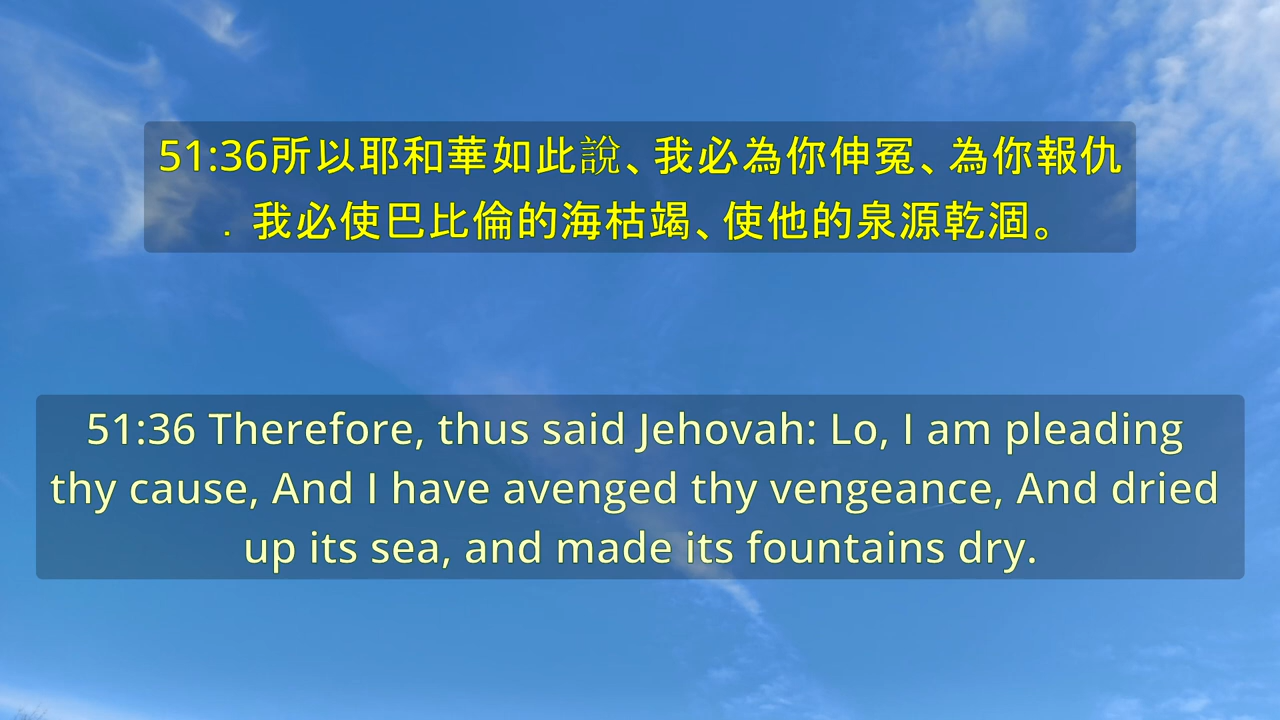 51:36所以耶和華如此說、我必為你伸冤、為你報仇
．我必使巴比倫的海枯竭、使他的泉源乾涸。
51:36 Therefore, thus said Jehovah: Lo, I am pleading
thy cause, And I have avenged thy vengeance, And dried
up its sea, and made its fountains dry.